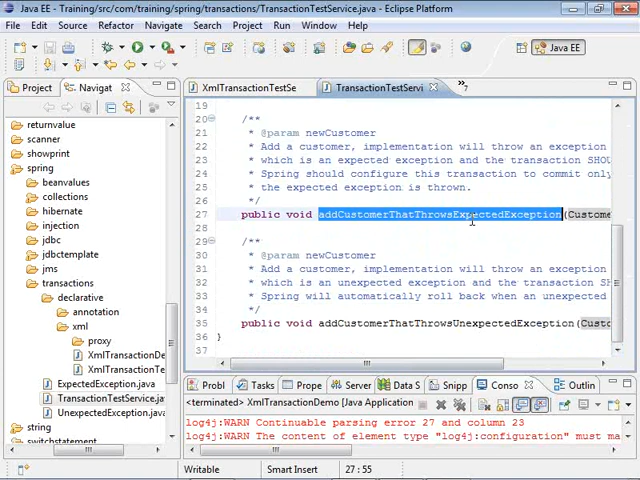 Java EE - Training/src/com/training/spring/transactions/TransactionTestService.java - Eclipse Platform
File Edit Source Refactor Navigate Search Project Run Window Help
Java EE
Project Navigat
XmlTransactionTestSe TransactionTestServi 7
returnvalue
scanner
showprint
spring
beanvalues
collections
hibernate
injection
jdbc
jdbctemplate
jms
transactions
declarative
annotation
xml
proxy
XmlTransactionDe
XmlTransactionTe
ExpectedException.java
TransactionTestService.ja
UnexpectedException.java
string
switchstatement
19
20 /**
21 * @param newCustomer
22 * Add a customer, implementation will throw an exception
23 * which is an expected exception and the transaction SHOU
24 * Spring should configure this transaction to commit only
25 * the expected exception is thrown.
26 */
27 public void addCustomerThatThrowsExpectedException(Custome
28
29 /**
30 * @param newCustomer
31 * Add a customer, implementation will throw an exception
32 * which is an unexpected exception and the transaction SH
33 * Spring will automatically roll back when an unexpected
34 */
35 public void addCustomerThatThrowsUnexpectedException(Custo
36 }
37
Probl Tasks Prope Server Data S Snipp Conso Outlin
<terminated> XmlTransactionDemo [Java Application]
log4j:WARN Continuable parsing error 27 and column 23
log4j:WARN The content of element type "log4j:configuration" must ma
Writable Smart Insert 27 : 55